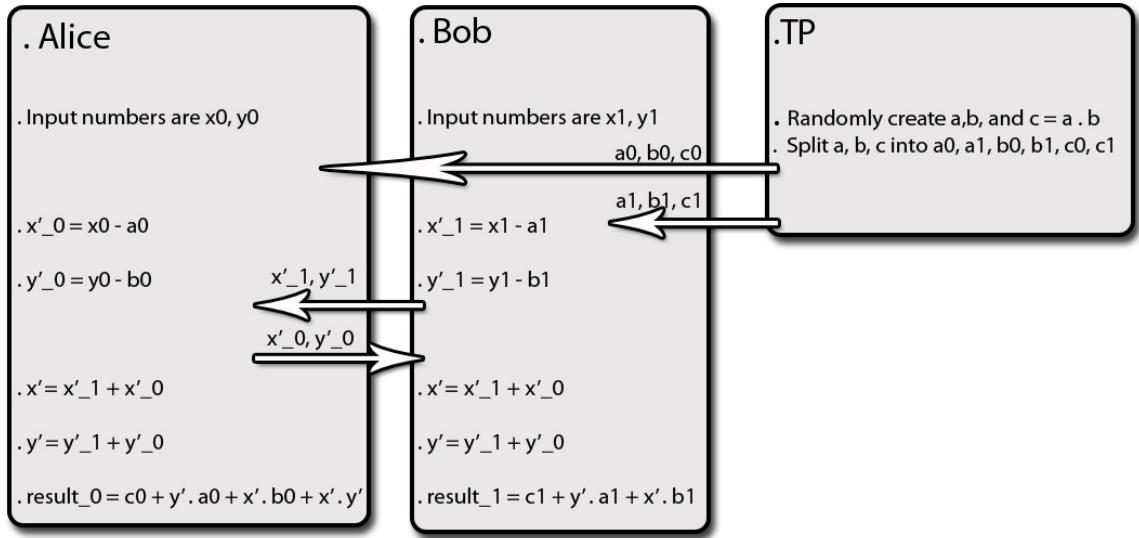 . Alice
. Input numbers are x0, y0
. x'_0 = x0 - a0
. y'_0 = y0 - b0
. x' = x'_1 + x'_0
. y' = y'_1 + y'_0
. result_0 = c0 + y' . a0 + x' . b0 + x' . y'
x'_1, y'_1
x'_0, y'_0
. Bob
. Input numbers are x1, y1
a0, b0, c0
a1, b1, c1
. x'_1 = x1 - a1
. y'_1 = y1 - b1
. x' = x'_1 + x'_0
. y' = y'_1 + y'_0
. result_1 = c1 + y' . a1 + x' . b1
.TP
. Randomly create a,b, and c = a . b
. Split a, b, c into a0, a1, b0, b1, c0, c1